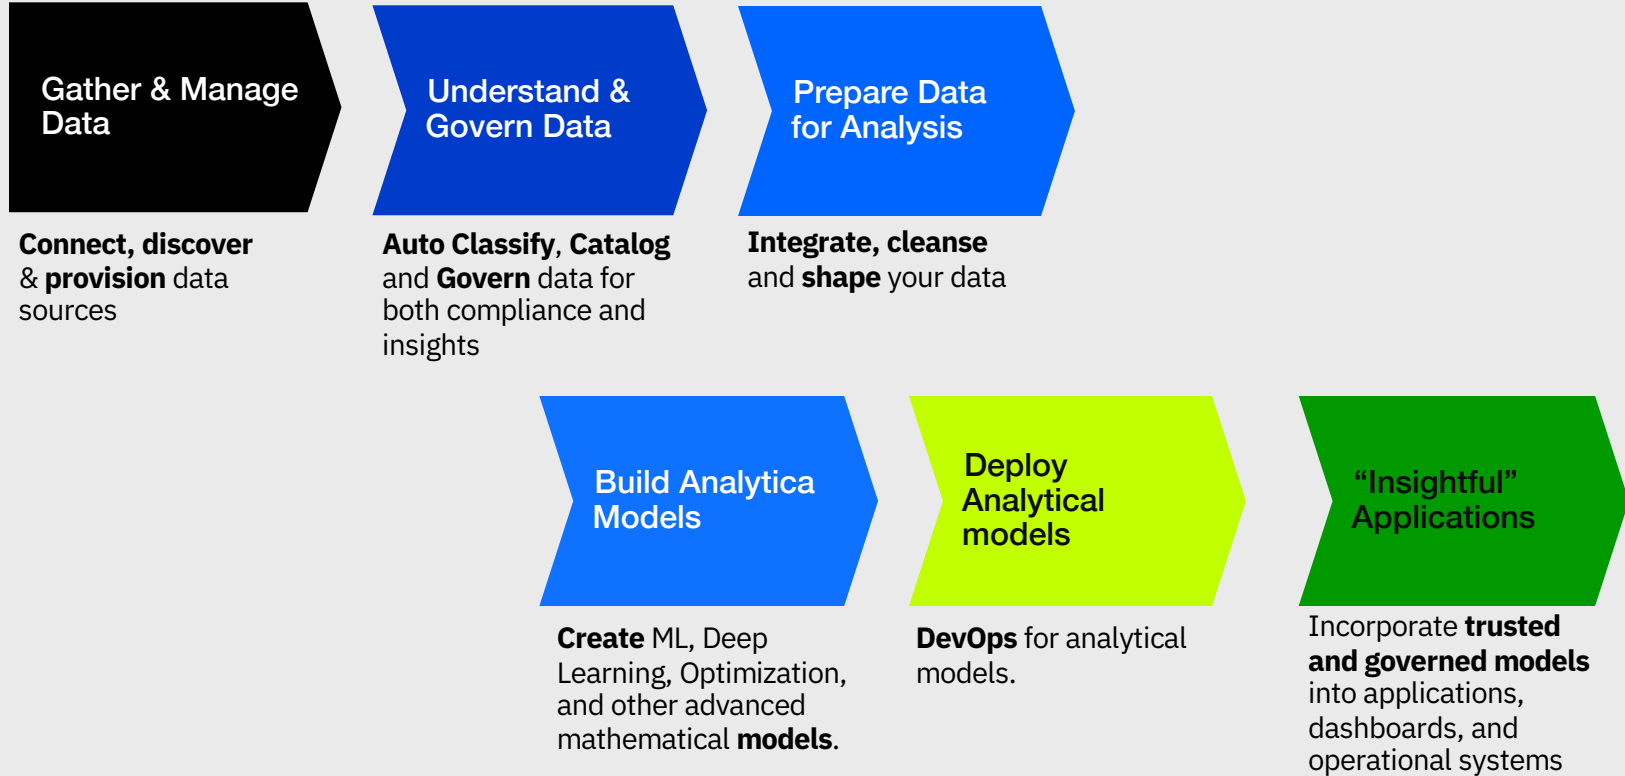 Gather & Manage
Data
Connect, discover
& provision data
sources
Understand &
Govern Data
Auto Classify, Catalog
and Govern data for
both compliance and
insights
Prepare Data
for Analysis
Integrate, cleanse
and shape your data
Build Analytica
Models
Create ML, Deep
Learning, Optimization,
and other advanced
mathematical models.
Deploy
Analytical
models
DevOps for analytical
models.
“Insightful”
Applications
Incorporate trusted
and governed models
into applications,
dashboards, and
operational systems